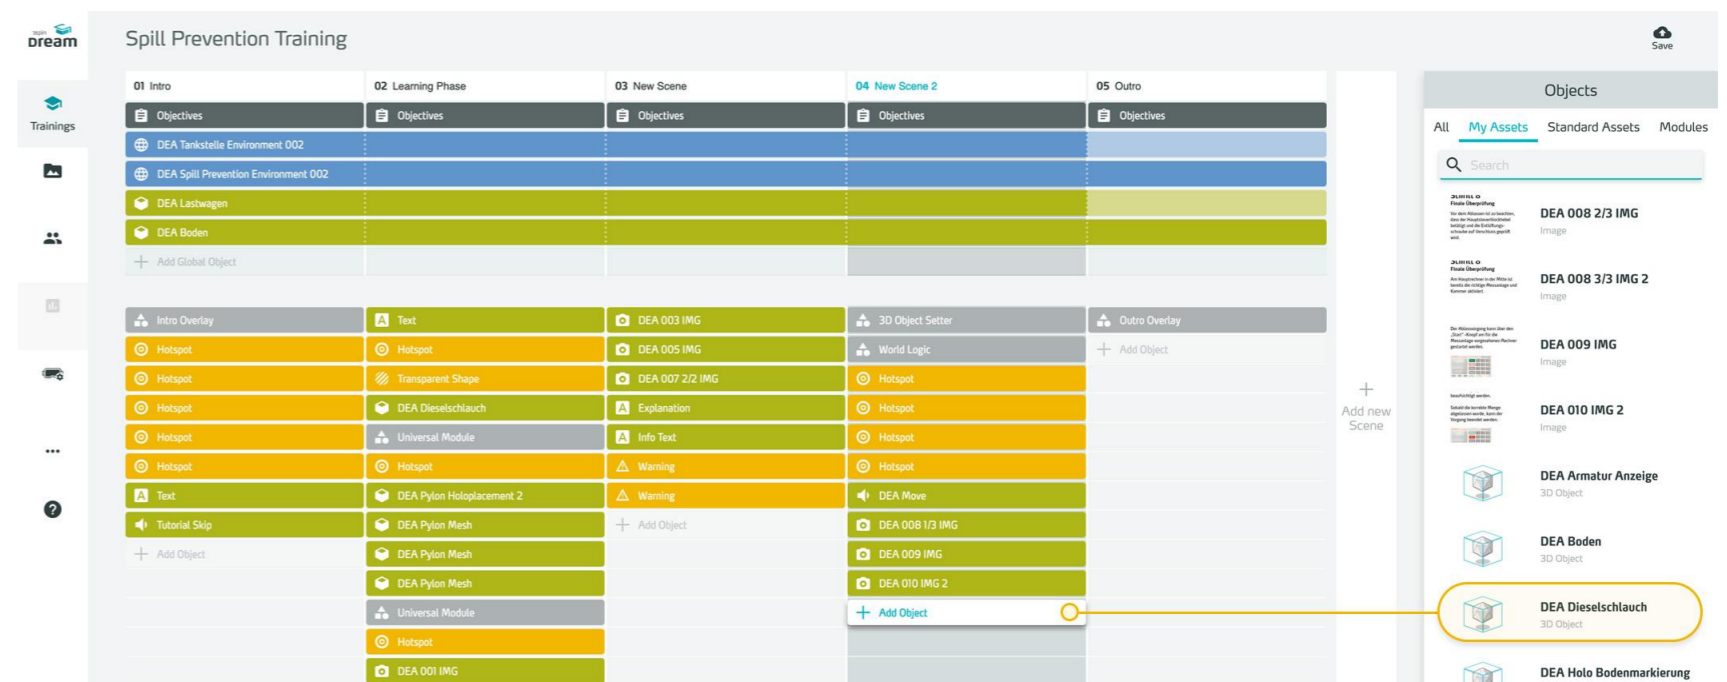 Dream
Spill Prevention Training
Save
Trainings
01 Intro
02 Learning Phase
03 New Scene
04 New Scene 2
05 Outro
Objectives
Objectives
Objectives
Objectives
Objectives
DEA Tankstelle Environment 002
DEA Spill Prevention Environment 002
DEA Lastwagen
DEA Boden
Add Global Object
Intro Overlay
Hotspot
Hotspot
Hotspot
Hotspot
Hotspot
Text
Tutorial Skip
Add Object
Text
Hotspot
Transparent Shape
DEA Dieselschlauch
Universal Module
Hotspot
DEA Pylon Holoplacement 2
DEA Pylon Mesh
DEA Pylon Mesh
DEA Pylon Mesh
Universal Module
Hotspot
DEA 001 IMG
DEA 003 IMG
DEA 005 IMG
DEA 007 2/2 IMG
Explanation
Info Text
Warning
Warning
Add Object
3D Object Setter
World Logic
Hotspot
Hotspot
Hotspot
Hotspot
DEA Move
DEA 008 1/3 IMG
DEA 009 IMG
DEA 010 IMG 2
Add Object
Outro Overlay
Add Object
Add new
Scene
Objects
All My Assets Standard Assets Modules
Search
Finale Überprüfung
DEA 008 2/3 IMG
Image
Finale Überprüfung
DEA 008 3/3 IMG 2
Image
DEA 009 IMG
Image
DEA 010 IMG 2
Image
DEA Armatur Anzeige
3D Object
DEA Boden
3D Object
DEA Dieselschlauch
3D Object
DEA Holo Bodenmarkierung